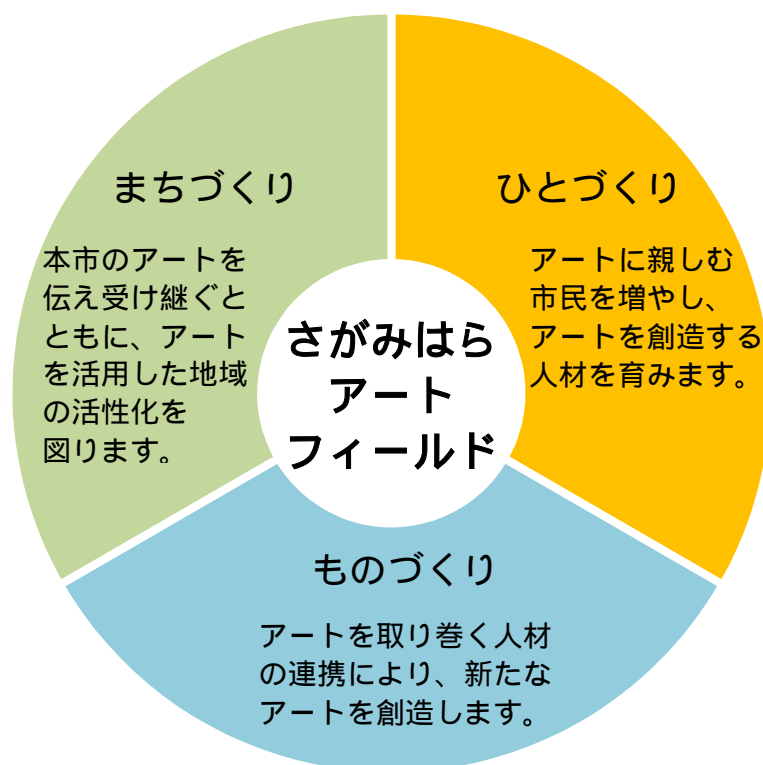 まちづくり
本市のアートを
伝え受け継ぐと
ともに、アート
を活用した地域
の活性化を
図ります。
ひとづくり
アートに親しむ
市民を増やし、
アートを創造する
人材を育みます。
さがみはら
アート
フィールド
ものづくり
アートを取り巻く人材
の連携により、新たな
アートを創造します。